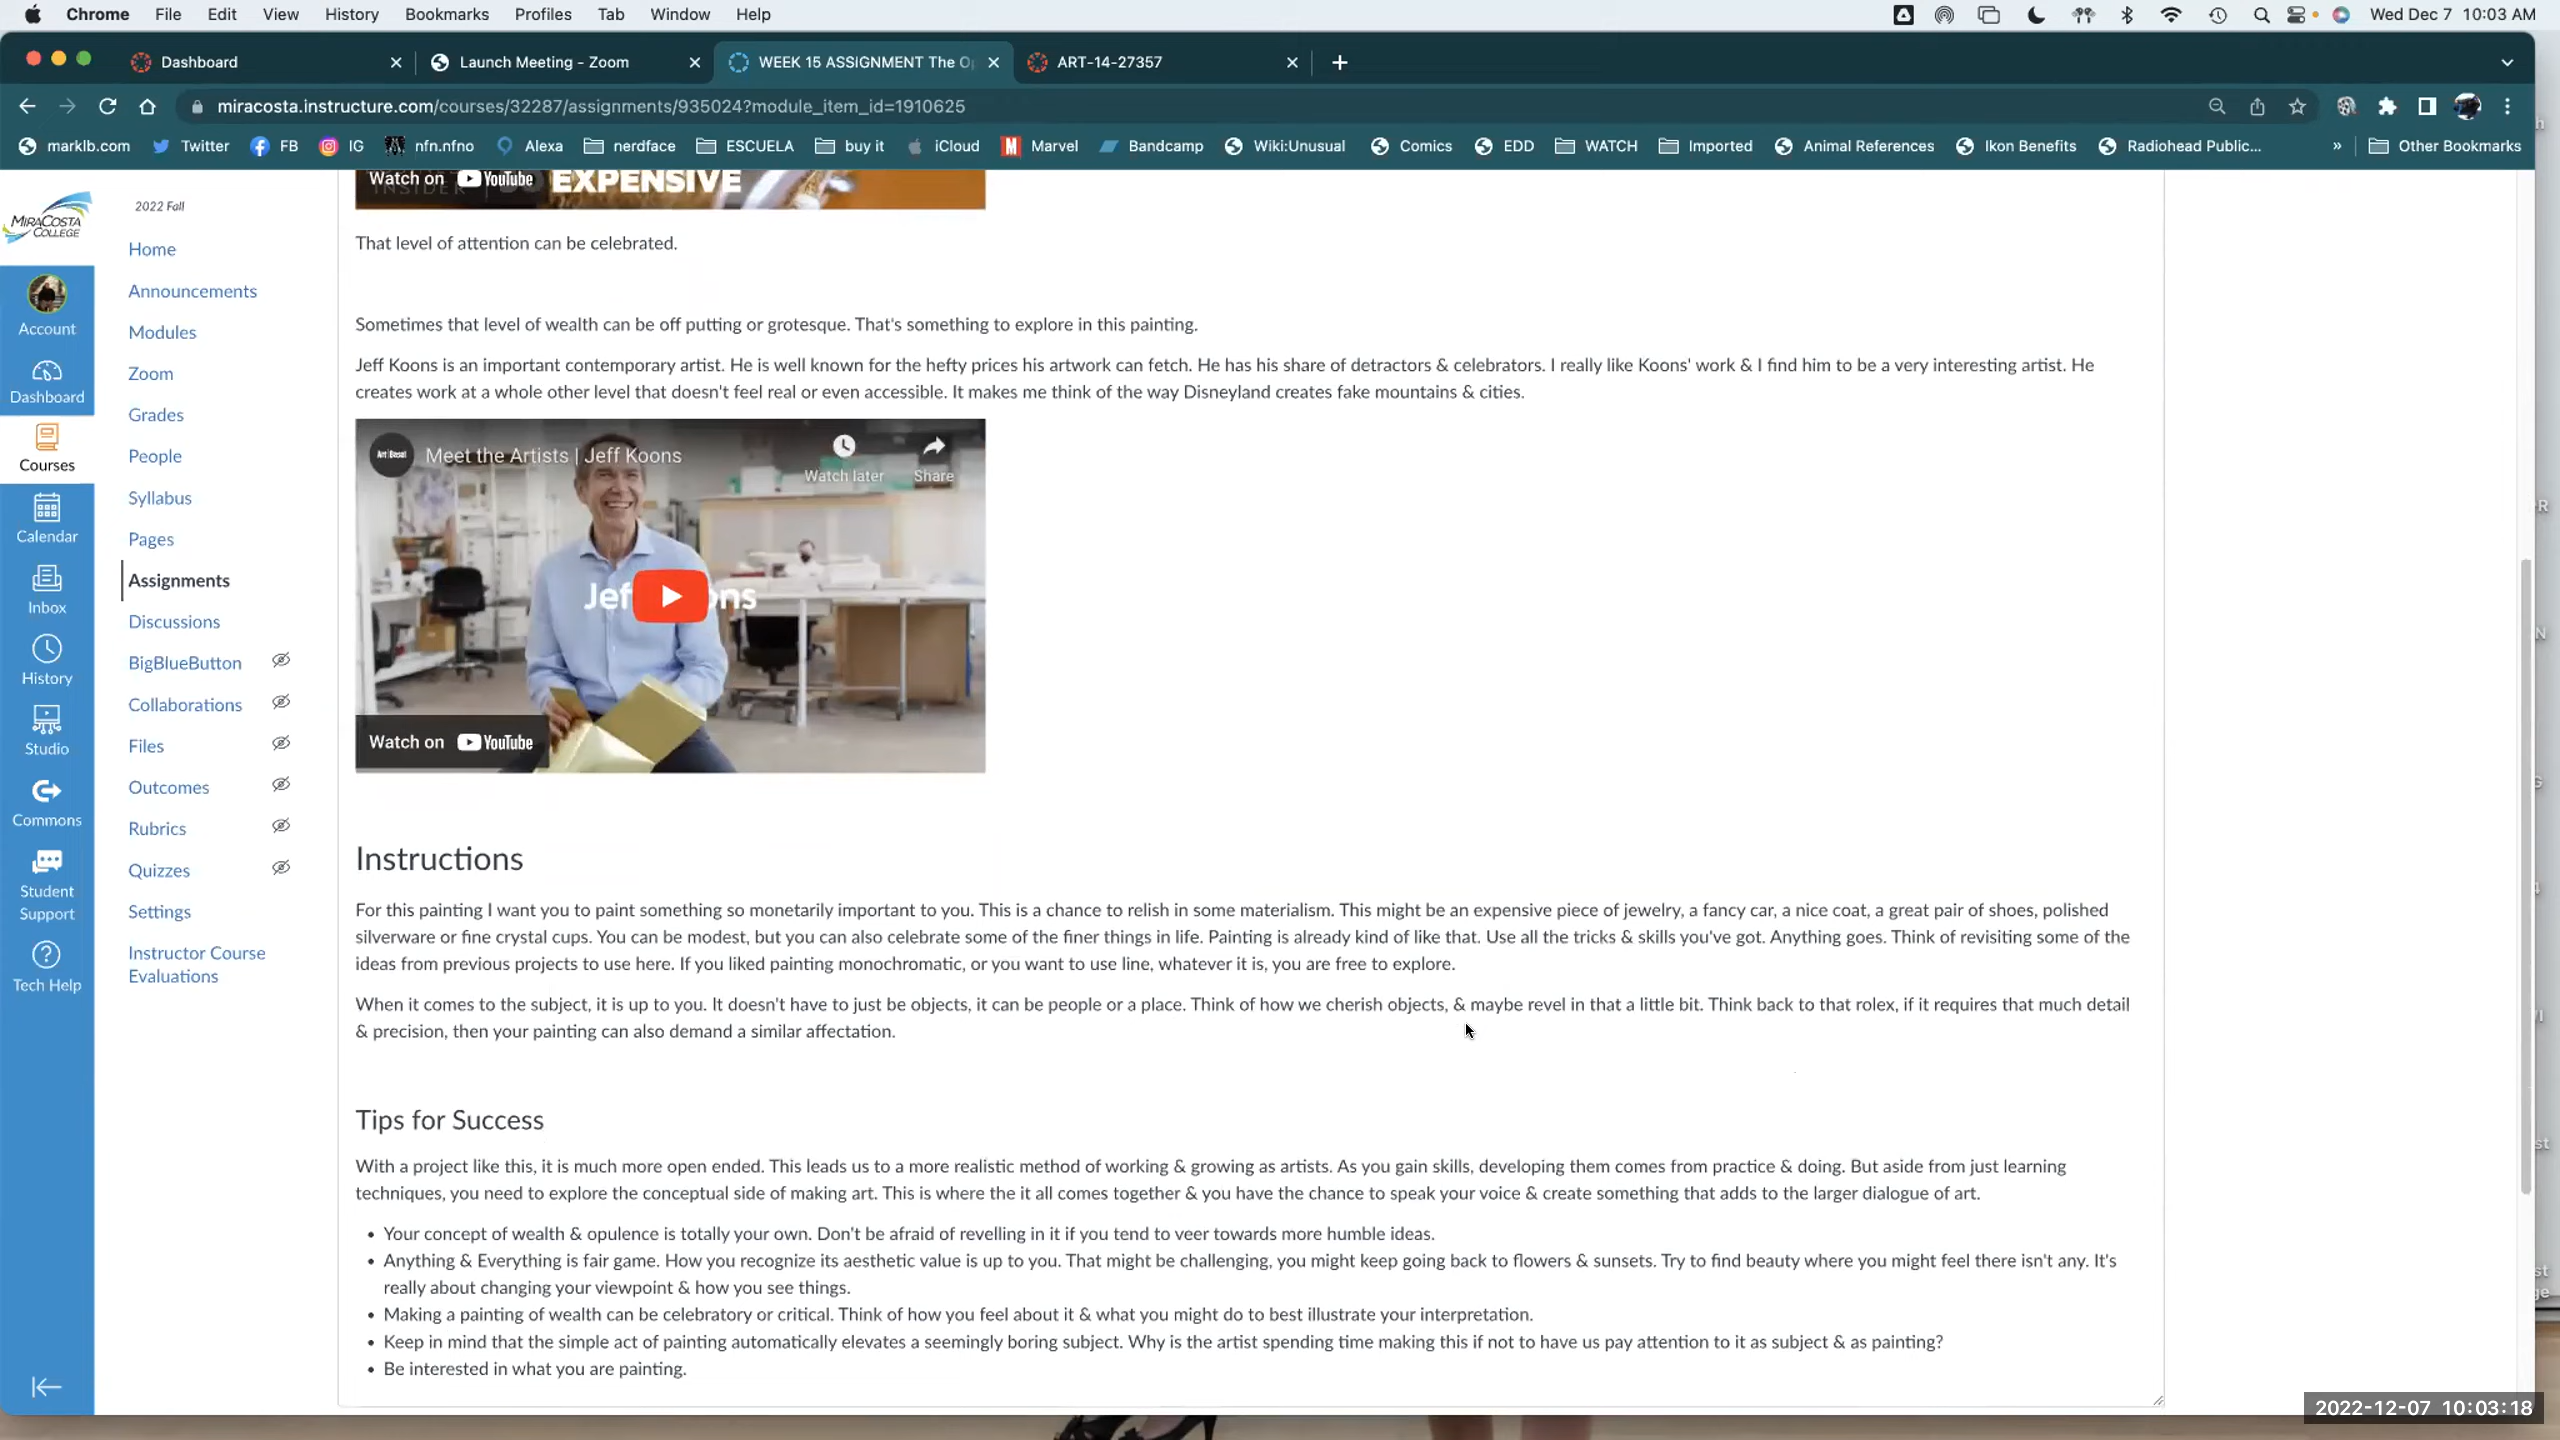 Chrome File Edit View History Bookmarks Profiles Tab Window Help Wed Dec 7 10:03 AM
Dashboard Launch Meeting - Zoom WEEK 15 ASSIGNMENT The O ART-14-27357
miracosta.instructure.com/courses/32287/assignments/935024?module_item_id=1910625
marklb.com Twitter FB IG nfn.nfno Alexa nerdface ESCUELA buy it iCloud Marvel Bandcamp Wiki:Unusual Comics EDD WATCH Imported Animal References Ikon Benefits Radiohead Public... » Other Bookmarks
MIRACOSTA
COLLEGE
Account
Dashboard
Courses
Calendar
Inbox
History
Studio
Commons
Student
Support
Tech Help
2022 Fall
Home
Announcements
Modules
Zoom
Grades
People
Syllabus
Pages
Assignments
Discussions
BigBlueButton
Collaborations
Files
Outcomes
Rubrics
Quizzes
Settings
Instructor Course
Evaluations
Watch on YouTube EXPENSIVE
That level of attention can be celebrated.
Sometimes that level of wealth can be off putting or grotesque. That's something to explore in this painting.
Jeff Koons is an important contemporary artist. He is well known for the hefty prices his artwork can fetch. He has his share of detractors & celebrators. I really like Koons' work & I find him to be a very interesting artist. He
creates work at a whole other level that doesn't feel real or even accessible. It makes me think of the way Disneyland creates fake mountains & cities.
Art Basel Meet the Artists | Jeff Koons
Watch later Share
Jef ons
Watch on YouTube
Instructions
For this painting I want you to paint something so monetarily important to you. This is a chance to relish in some materialism. This might be an expensive piece of jewelry, a fancy car, a nice coat, a great pair of shoes, polished
silverware or fine crystal cups. You can be modest, but you can also celebrate some of the finer things in life. Painting is already kind of like that. Use all the tricks & skills you've got. Anything goes. Think of revisiting some of the
ideas from previous projects to use here. If you liked painting monochromatic, or you want to use line, whatever it is, you are free to explore.
When it comes to the subject, it is up to you. It doesn't have to just be objects, it can be people or a place. Think of how we cherish objects, & maybe revel in that a little bit. Think back to that rolex, if it requires that much detail
& precision, then your painting can also demand a similar affectation.
Tips for Success
With a project like this, it is much more open ended. This leads us to a more realistic method of working & growing as artists. As you gain skills, developing them comes from practice & doing. But aside from just learning
techniques, you need to explore the conceptual side of making art. This is where the it all comes together & you have the chance to speak your voice & create something that adds to the larger dialogue of art.
• Your concept of wealth & opulence is totally your own. Don't be afraid of revelling in it if you tend to veer towards more humble ideas.
• Anything & Everything is fair game. How you recognize its aesthetic value is up to you. That might be challenging, you might keep going back to flowers & sunsets. Try to find beauty where you might feel there isn't any. It's
really about changing your viewpoint & how you see things.
• Making a painting of wealth can be celebratory or critical. Think of how you feel about it & what you might do to best illustrate your interpretation.
• Keep in mind that the simple act of painting automatically elevates a seemingly boring subject. Why is the artist spending time making this if not to have us pay attention to it as subject & as painting?
• Be interested in what you are painting.
2022-12-07 10:03:18